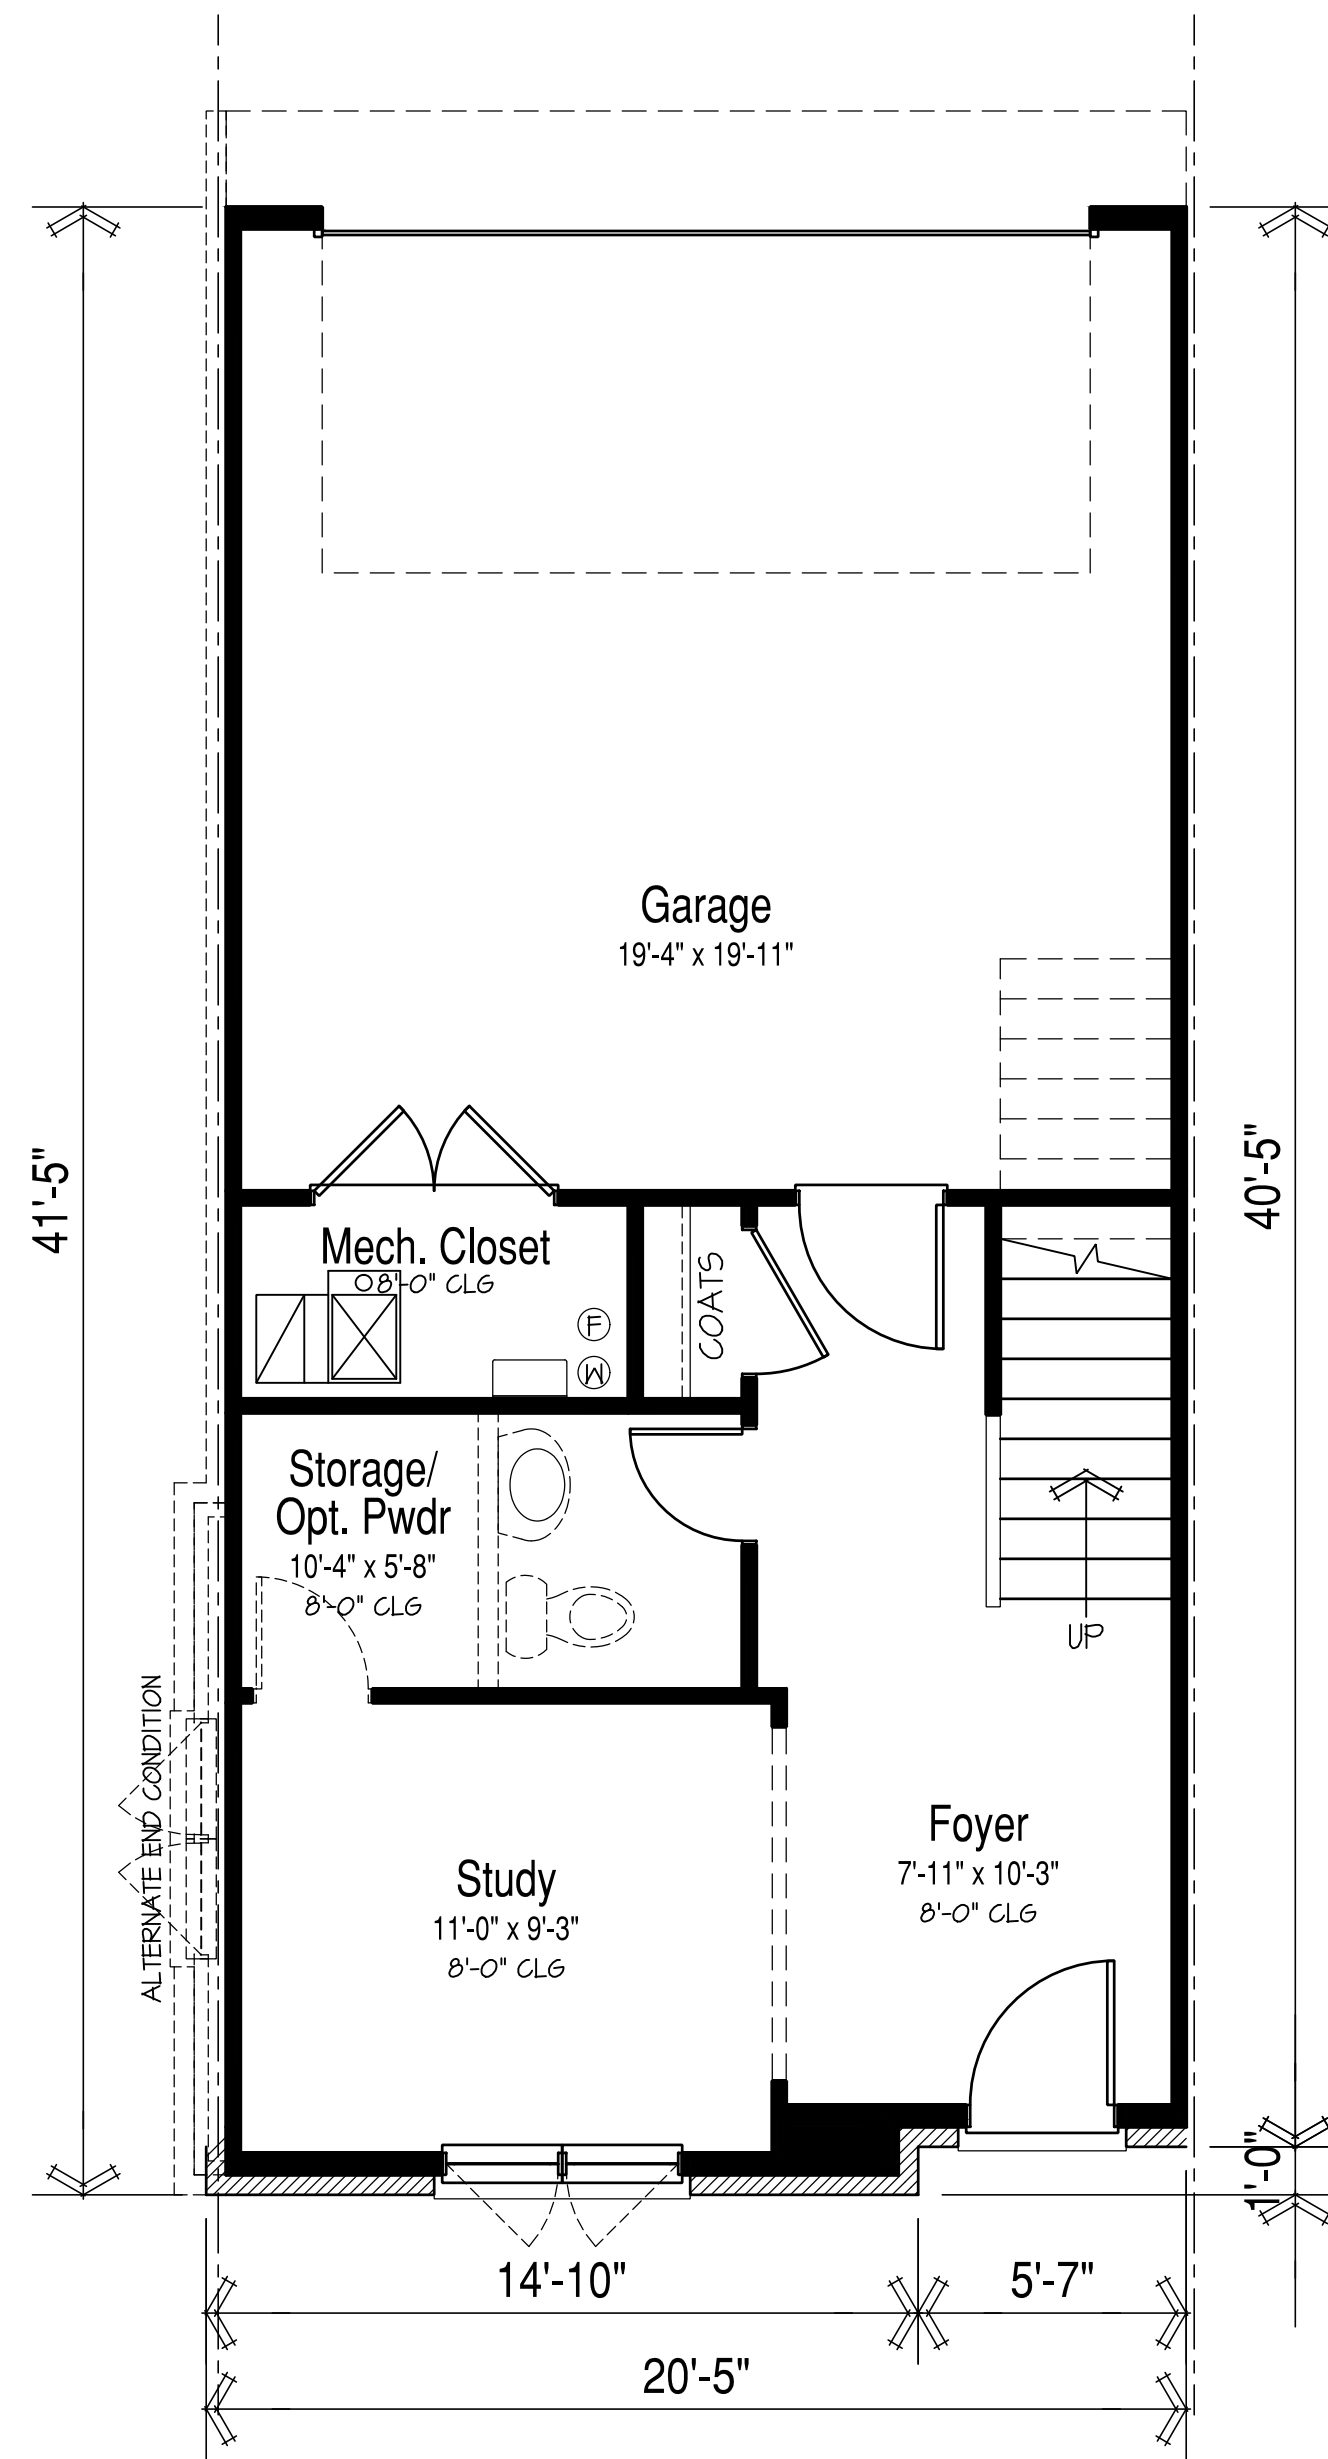 Garage
19'-4" x 19'-11"
41'-5"
40'-5"
Mech. Closet
8'-0" CLG
COATS
F
W
Storage/
Opt. Pwdr
10'-4" x 5'-8"
8'-0" CLG
UP
ALTERNATE END CONDITION
Foyer
7'-11" x 10'-3"
8'-0" CLG
Study
11'-0" x 9'-3"
8'-0" CLG
1'-0"
14'-10"
5'-7"
20'-5"